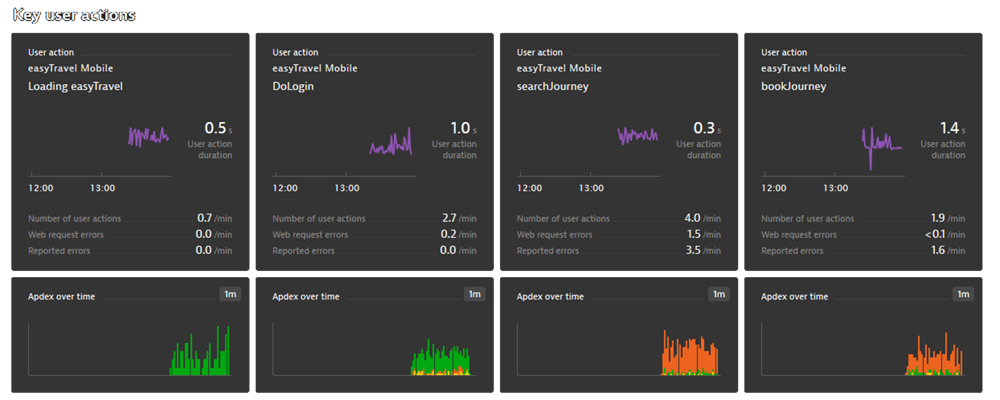 Key user actions
User action
easyTravel Mobile
Loading easyTravel
0.5 s
User action
duration
12:00 13:00
Number of user actions 0.7 /min
Web request errors 0.0 /min
Reported errors 0.0 /min
User action
easyTravel Mobile
DoLogin
1.0 s
User action
duration
12:00 13:00
Number of user actions 2.7 /min
Web request errors 0.2 /min
Reported errors 0.0 /min
User action
easyTravel Mobile
searchJourney
0.3 s
User action
duration
12:00 13:00
Number of user actions 4.0 /min
Web request errors 1.5 /min
Reported errors 3.5 /min
User action
easyTravel Mobile
bookJourney
1.4 s
User action
duration
12:00 13:00
Number of user actions 1.9 /min
Web request errors <0.1 /min
Reported errors 1.6 /min
Apdex over time 1m
Apdex over time 1m
Apdex over time 1m
Apdex over time 1m